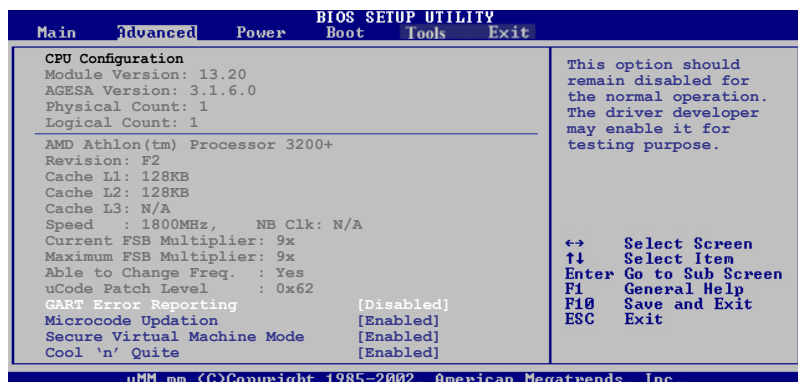 BIOS SETUP UTILITY
Main Advanced Power Boot Tools Exit
CPU Configuration
Module Version: 13.20
AGESA Version: 3.1.6.0
Physical Count: 1
Logical Count: 1
AMD Athlon(tm) Processor 3200+
Revision: F2
Cache L1: 128KB
Cache L2: 128KB
Cache L3: N/A
Speed : 1800MHz, NB Clk: N/A
Current FSB Multiplier: 9x
Maximum FSB Multiplier: 9x
Able to Change Freq. : Yes
uCode Patch Level : 0x62
GART Error Reporting [Disabled]
Microcode Updation [Enabled]
Secure Virtual Machine Mode [Enabled]
Cool ‘n’ Quite [Enabled]
This option should
remain disabled for
the normal operation.
The driver developer
may enable it for
testing purpose.
↔ Select Screen
↑↓ Select Item
Enter Go to Sub Screen
F1 General Help
F10 Save and Exit
ESC Exit
(C)Copyright 1985-2002, American Megatrends, Inc